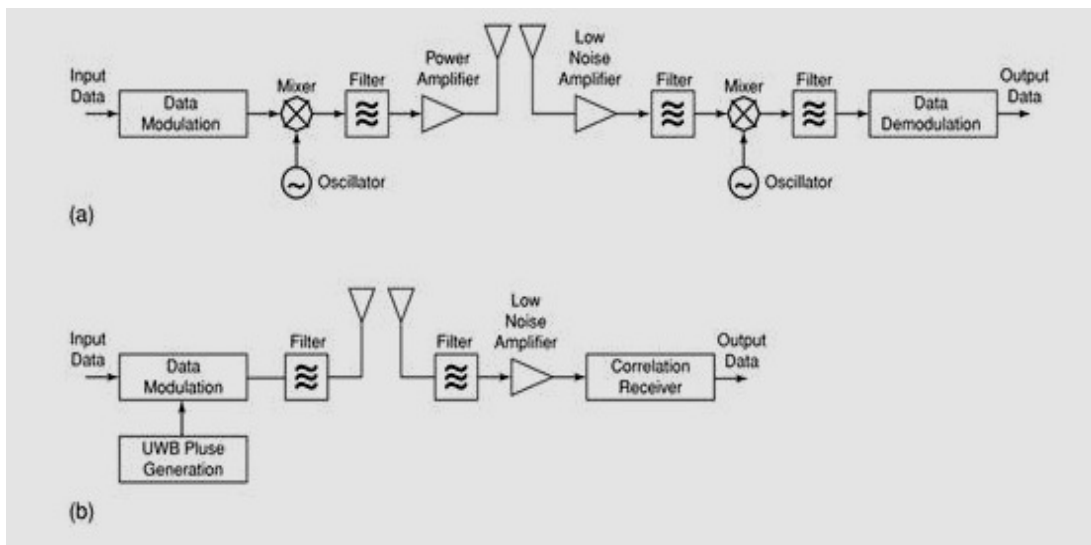 Input
Data
Data
Modulation
Mixer
Oscillator
Filter
Power
Amplifier
Low
Noise
Amplifier
Filter
Mixer
Oscillator
Filter
Data
Demodulation
Output
Data
(a)
Input
Data
Data
Modulation
UWB Pluse
Generation
Filter
Filter
Low
Noise
Amplifier
Correlation
Receiver
Output
Data
(b)